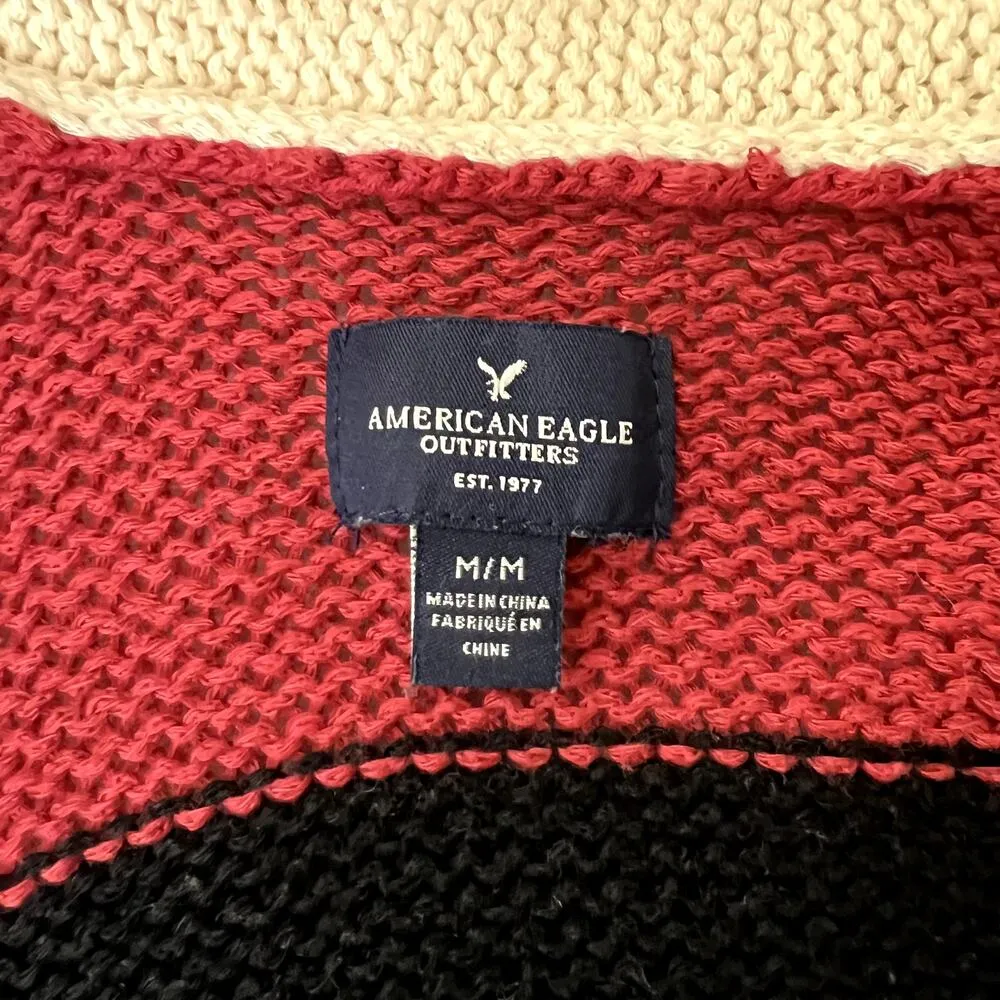 AMERICAN EAGLE
OUTFITTERS
EST. 1977
M/M
MADE IN CHINA
FABRIQUÉ EN
CHINE